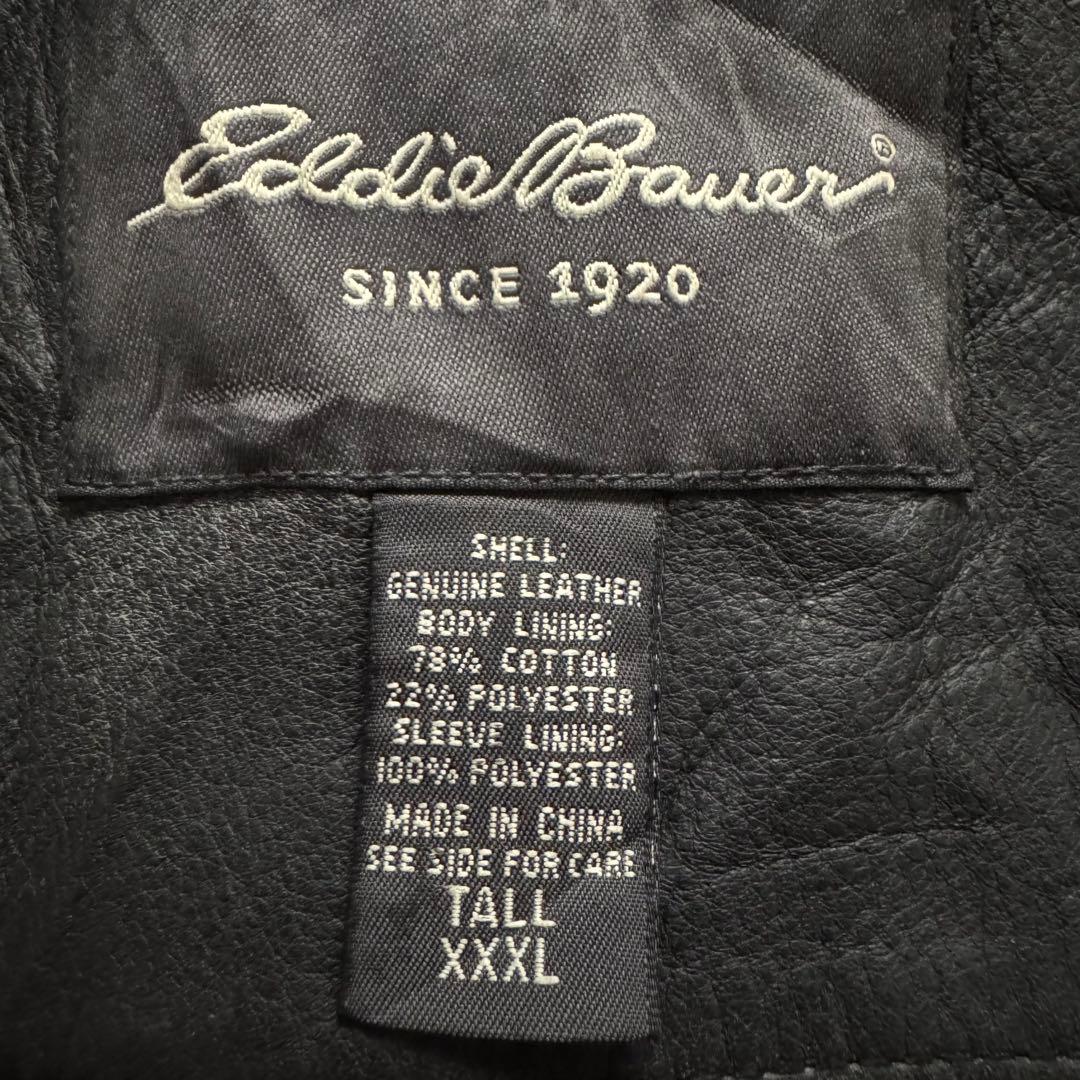 Eddie Bauer®
SINCE 1920
SHELL:
GENUINE LEATHER
BODY LINING:
78% COTTON
22% POLYESTER
SLEEVE LINING:
100% POLYESTER
MADE IN CHINA
SEE SIDE FOR CARE
TALL
XXXL